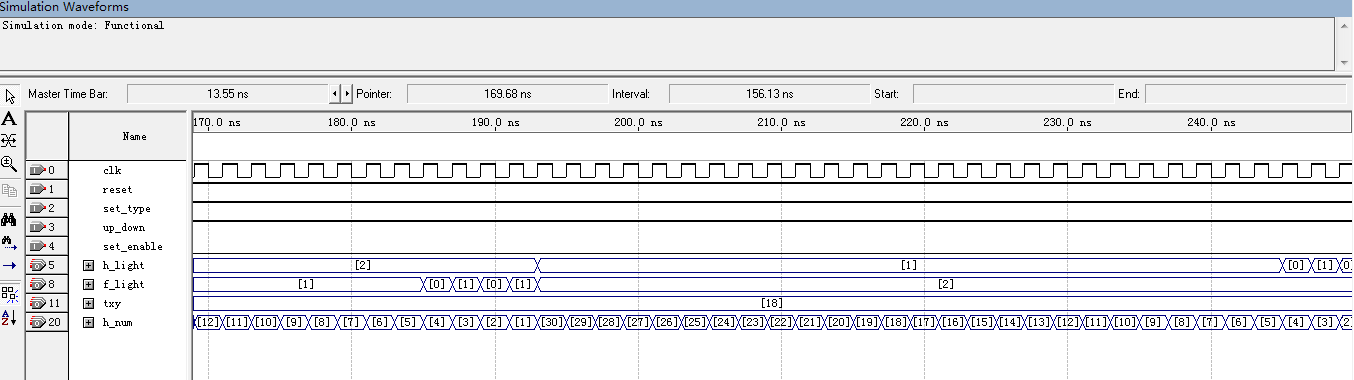 Simulation Waveforms
Simulation mode: Functional
Master Time Bar: 13.55 ns Pointer: 169.68 ns Interval: 156.13 ns Start: End:
Name 170.0 ns 180.0 ns 190.0 ns 200.0 ns 210.0 ns 220.0 ns 230.0 ns 240.0 ns
0 clk
1 reset
2 set_type
3 up_down
4 set_enable
5 h_light [2] [1] [0] [1] [0]
8 f_light [1] [0] [1] [0] [1] [2]
11 txy [18]
20 h_num [12] [11] [10] [9] [8] [7] [6] [5] [4] [3] [2] [1] [30] [29] [28] [27] [26] [25] [24] [23] [22] [21] [20] [19] [18] [17] [16] [15] [14] [13] [12] [11] [10] [9] [8] [7] [6] [5] [4] [3] [2]